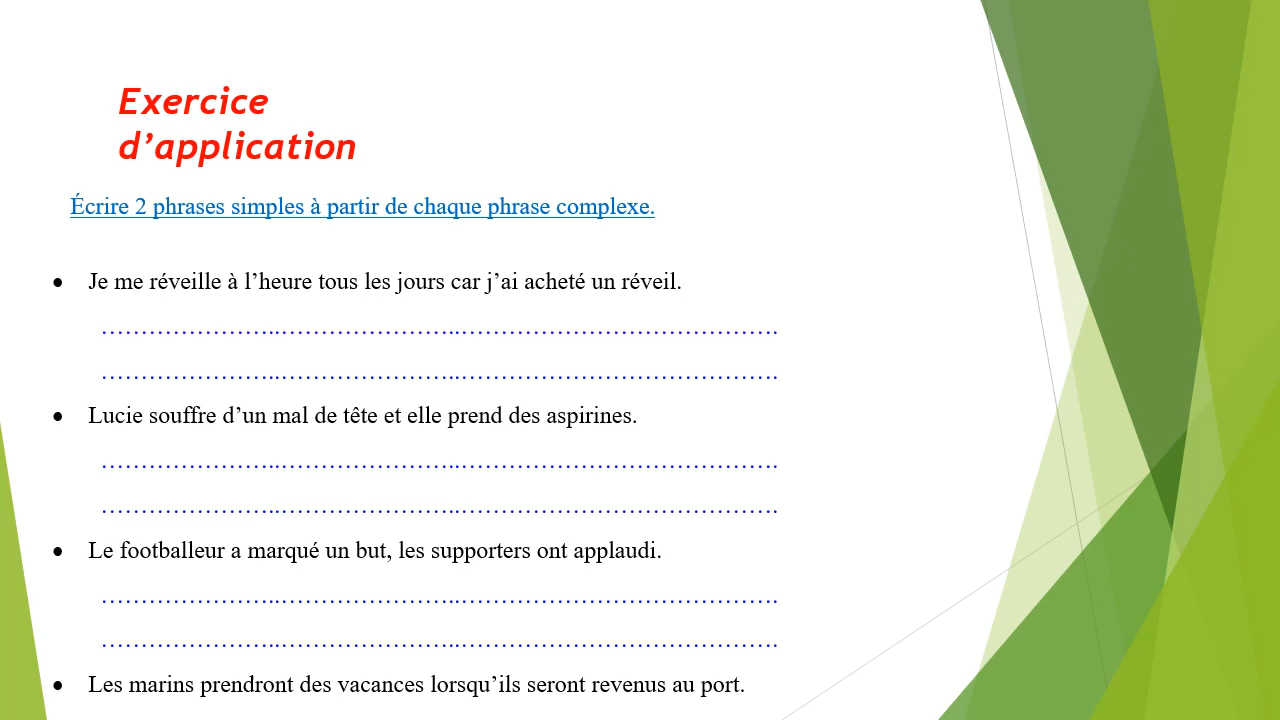 Exercice
d’application
Écrire 2 phrases simples à partir de chaque phrase complexe.
● Je me réveille à l’heure tous les jours car j’ai acheté un réveil.
…………………..…………………..……………………………….
…………………..…………………..……………………………….
● Lucie souffre d’un mal de tête et elle prend des aspirines.
…………………..…………………..……………………………….
…………………..…………………..……………………………….
● Le footballeur a marqué un but, les supporters ont applaudi.
…………………..…………………..……………………………….
…………………..…………………..……………………………….
● Les marins prendront des vacances lorsqu’ils seront revenus au port.